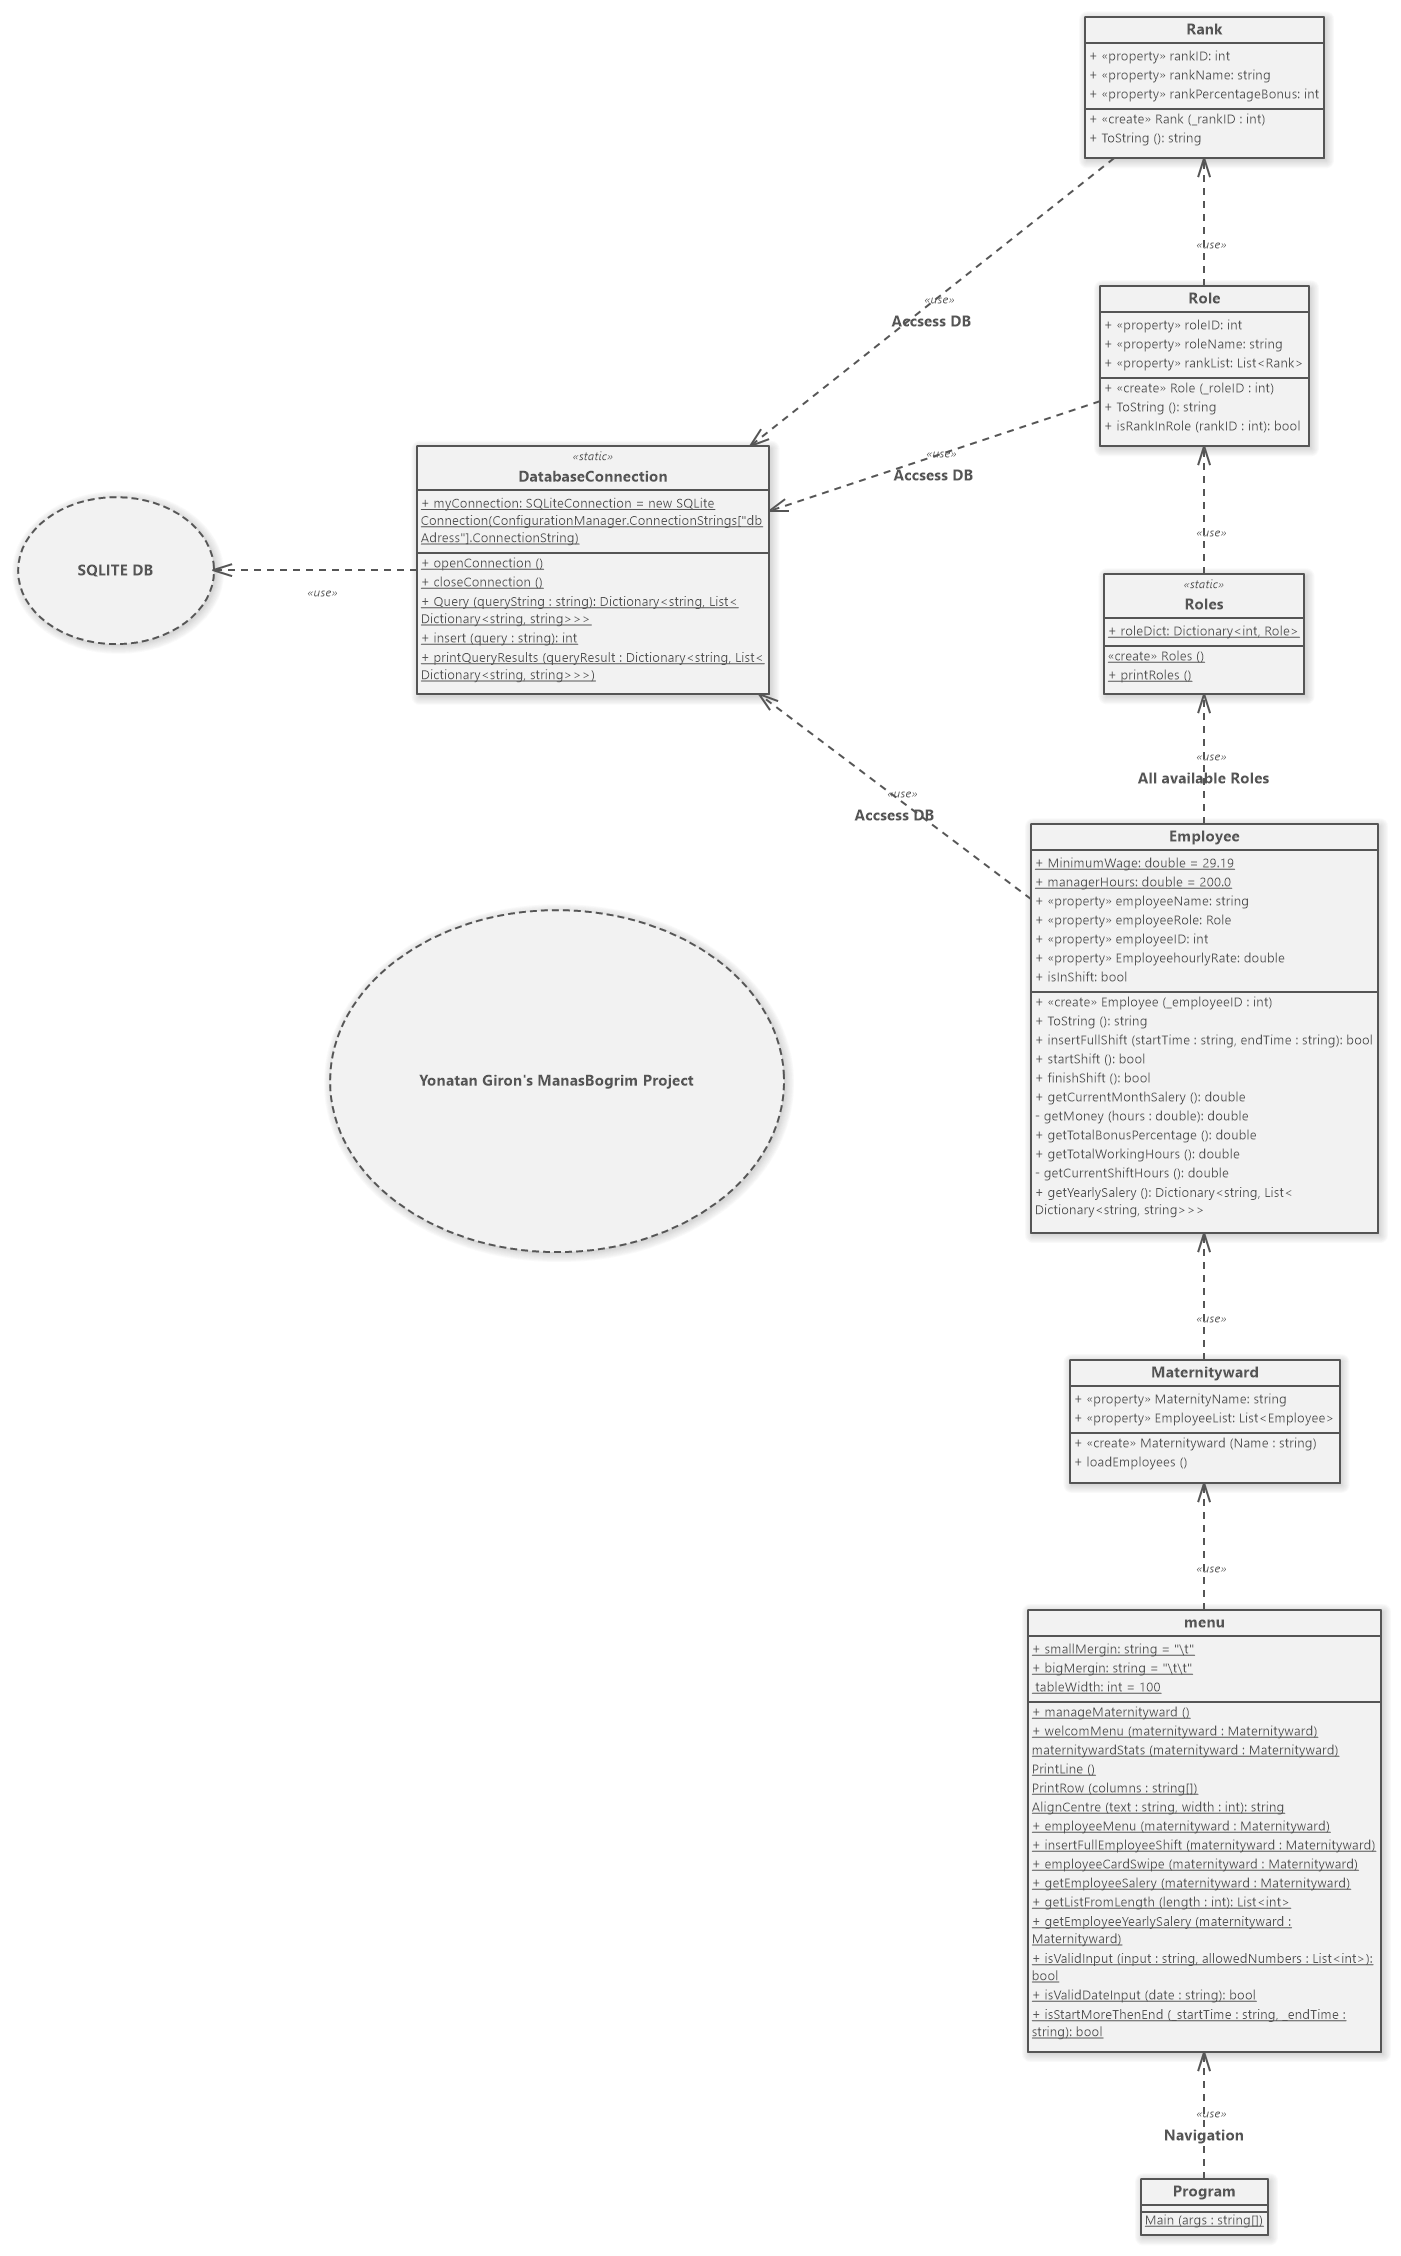 Rank
+ «property» rankID: int
+ «property» rankName: string
+ «property» rankPercentageBonus: int
+ «create» Rank (_rankID : int)
+ ToString (): string
«use»
«use»
Accsess DB
Role
+ «property» roleID: int
+ «property» roleName: string
+ «property» rankList: List<Rank>
+ «create» Role (_roleID : int)
+ ToString (): string
+ isRankInRole (rankID : int): bool
«use»
Accsess DB
«static»
DatabaseConnection
+ myConnection: SQLiteConnection = new SQLite
Connection(ConfigurationManager.ConnectionStrings["db
Adress"].ConnectionString)
+ openConnection ()
+ closeConnection ()
+ Query (queryString : string): Dictionary<string, List<
Dictionary<string, string>>>
+ insert (query : string): int
+ printQueryResults (queryResult : Dictionary<string, List<
Dictionary<string, string>>>)
SQLITE DB
«use»
«use»
«static»
Roles
+ roleDict: Dictionary<int, Role>
«create» Roles ()
+ printRoles ()
«use»
All available Roles
«use»
Accsess DB
Employee
+ MinimumWage: double = 29.19
+ managerHours: double = 200.0
+ «property» employeeName: string
+ «property» employeeRole: Role
+ «property» employeeID: int
+ «property» EmployeehourlyRate: double
+ isInShift: bool
+ «create» Employee (_employeeID : int)
+ ToString (): string
+ insertFullShift (startTime : string, endTime : string): bool
+ startShift (): bool
+ finishShift (): bool
+ getCurrentMonthSalery (): double
- getMoney (hours : double): double
+ getTotalBonusPercentage (): double
+ getTotalWorkingHours (): double
- getCurrentShiftHours (): double
+ getYearlySalery (): Dictionary<string, List<
Dictionary<string, string>>>
Yonatan Giron's ManasBogrim Project
«use»
Maternityward
+ «property» MaternityName: string
+ «property» EmployeeList: List<Employee>
+ «create» Maternityward (Name : string)
+ loadEmployees ()
«use»
menu
+ smallMergin: string = "\t"
+ bigMergin: string = "\t\t"
tableWidth: int = 100
+ manageMaternityward ()
+ welcomMenu (maternityward : Maternityward)
maternitywardStats (maternityward : Maternityward)
PrintLine ()
PrintRow (columns : string[])
AlignCentre (text : string, width : int): string
+ employeeMenu (maternityward : Maternityward)
+ insertFullEmployeeShift (maternityward : Maternityward)
+ employeeCardSwipe (maternityward : Maternityward)
+ getEmployeeSalery (maternityward : Maternityward)
+ getListFromLength (length : int): List<int>
+ getEmployeeYearlySalery (maternityward :
Maternityward)
+ isValidInput (input : string, allowedNumbers : List<int>):
bool
+ isValidDateInput (date : string): bool
+ isStartMoreThenEnd (_startTime : string, _endTime :
string): bool
«use»
Navigation
Program
Main (args : string[])